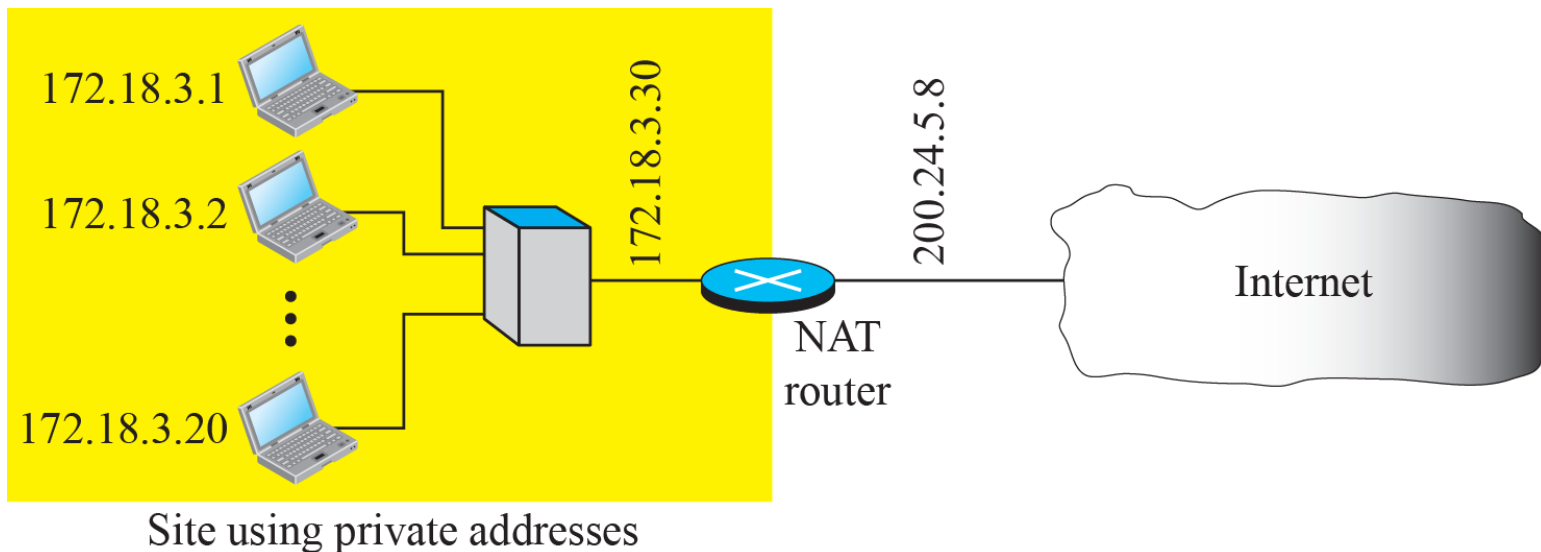 172.18.3.1
172.18.3.2
172.18.3.20
172.18.3.30
200.24.5.8
NAT
router
Internet
Site using private addresses